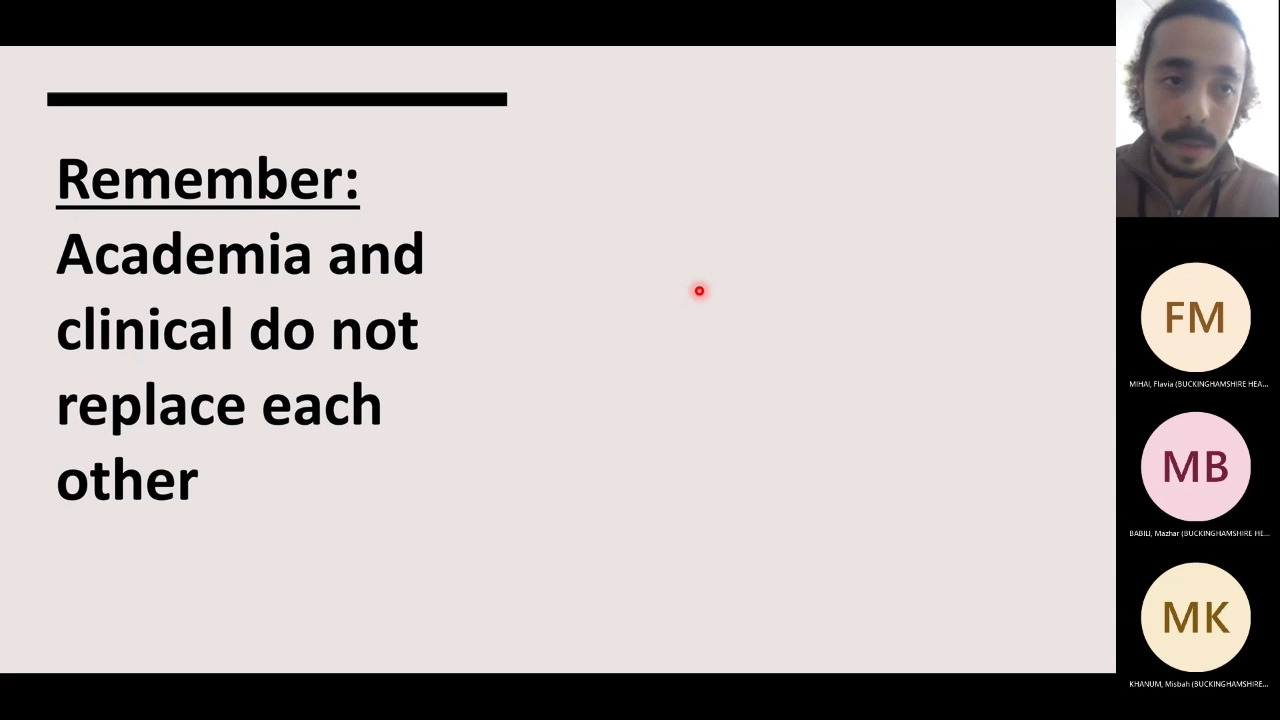 Remember:
Academia and
clinical do not
replace each
other
FM
MIHAI, Flavia (BUCKINGHAMSHIRE HEA...
MB
BABILI, Mazhar (BUCKINGHAMSHIRE HE...
MK
KHANUM, Misbah (BUCKINGHAMSHIRE...